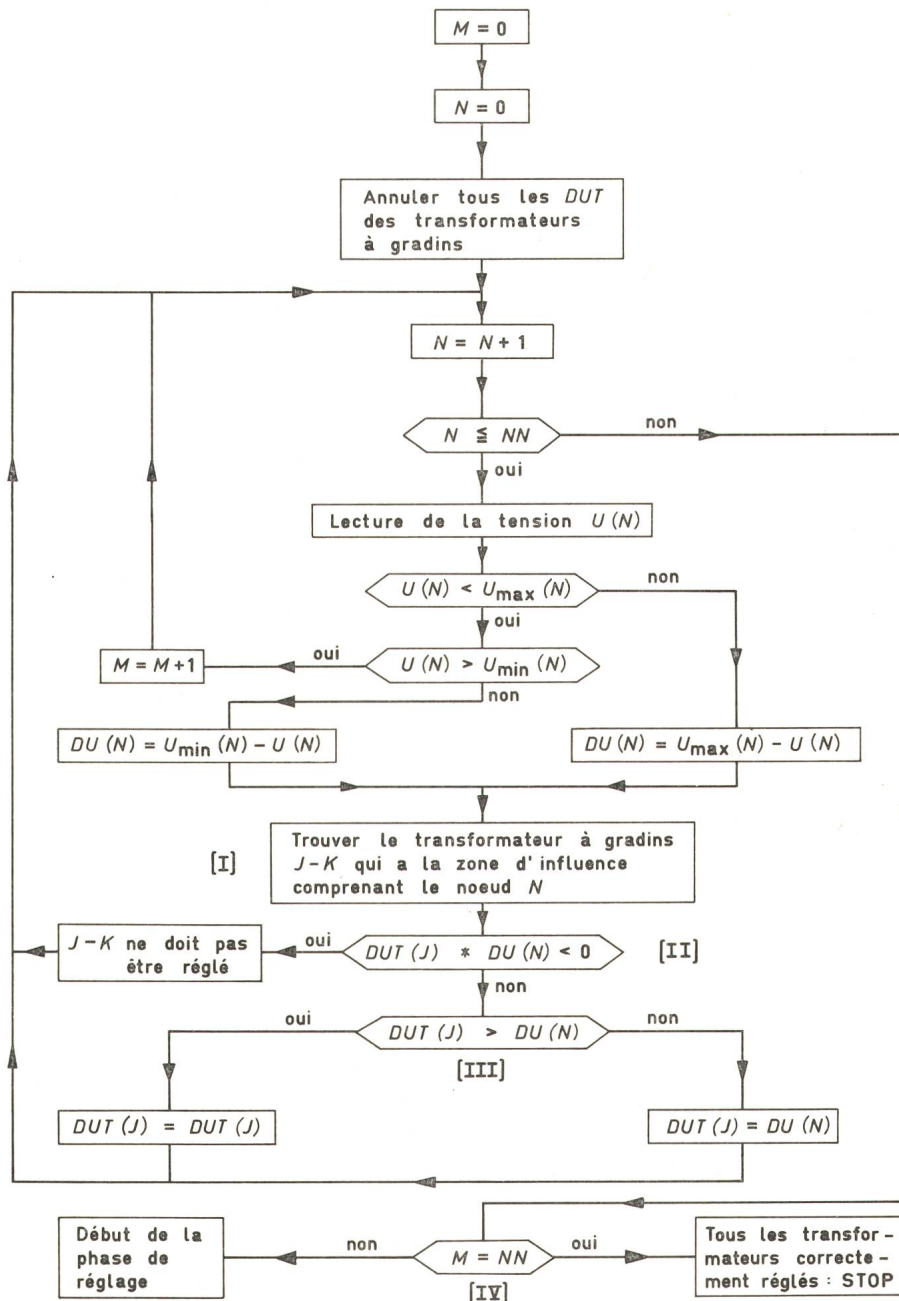 M = 0
N = 0
Annuler tous les DUT
des transformateurs
à gradins
N = N + 1
N ≦ NN
non
oui
Lecture de la tension U (N)
U (N) < Umax (N)
non
oui
M = M+1
oui
U (N) > Umin (N)
non
DU (N) = Umin (N) - U (N)
DU (N) = Umax (N) - U (N)
[I]
Trouver le transformateur à gradins
J-K qui a la zone d'influence
comprenant le noeud N
J-K ne doit pas
être réglé
oui
DUT (J) * DU (N) < 0
[II]
non
oui
DUT (J) > DU (N)
non
[III]
DUT (J) = DUT (J)
DUT (J) = DU (N)
Début de la
phase de
réglage
non
M = NN
oui
[IV]
Tous les transfor-
mateurs correcte-
ment réglés : STOP